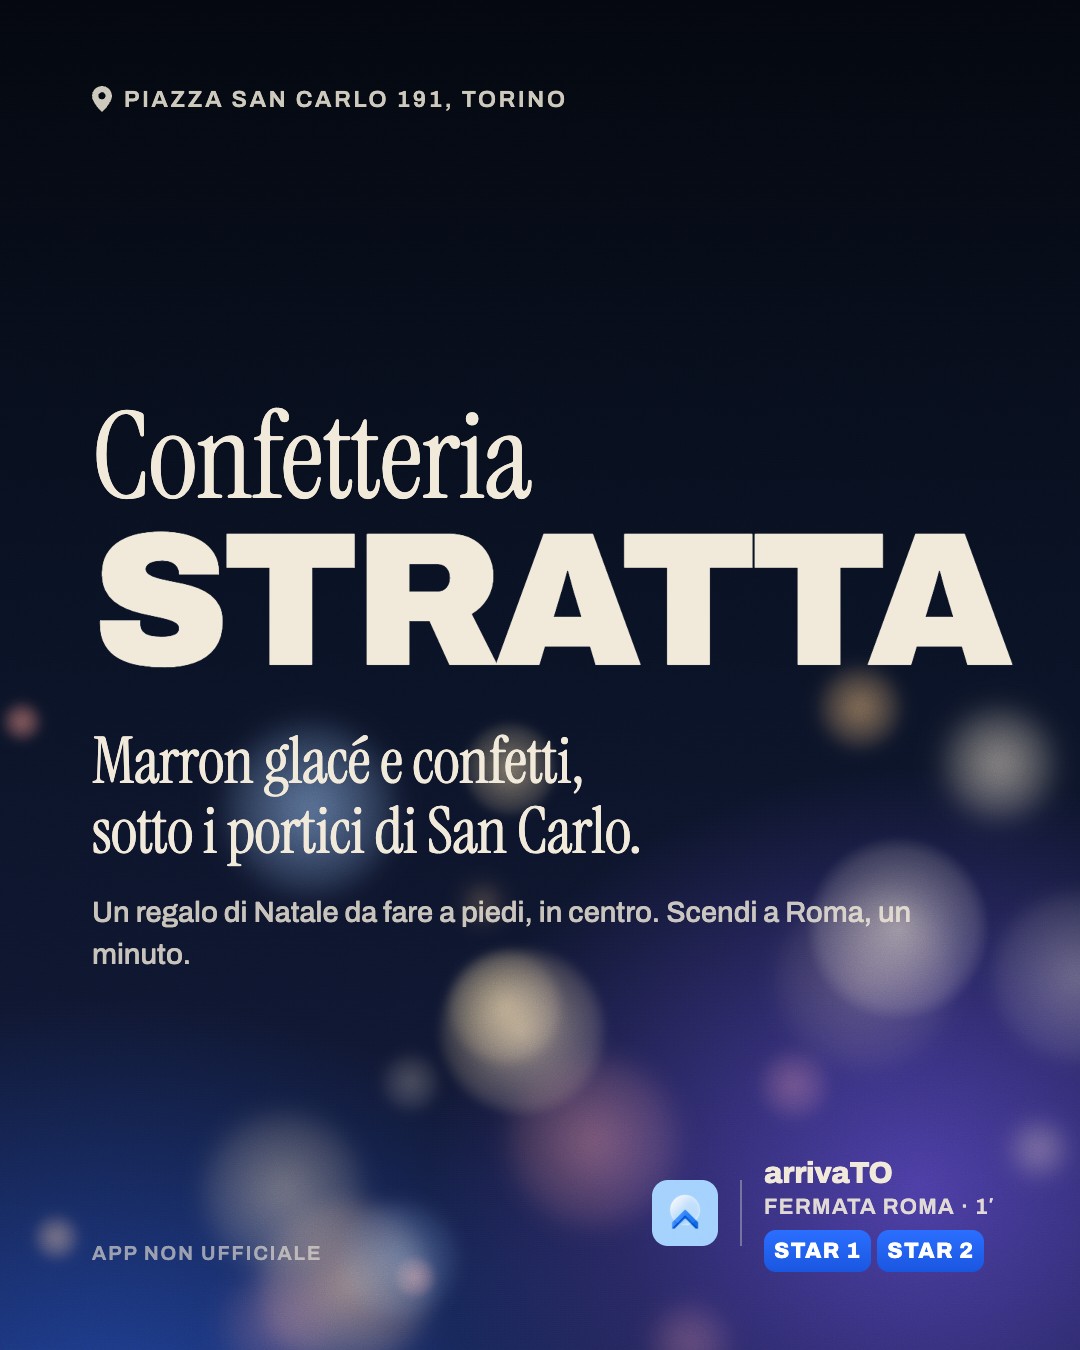 PIAZZA SAN CARLO 191, TORINO
Confetteria
STRATTA
Marron glacé e confetti,
sotto i portici di San Carlo.
Un regalo di Natale da fare a piedi, in centro. Scendi a Roma, un
minuto.
arrivaTO
FERMATA ROMA · 1′
STAR 1 STAR 2
APP NON UFFICIALE